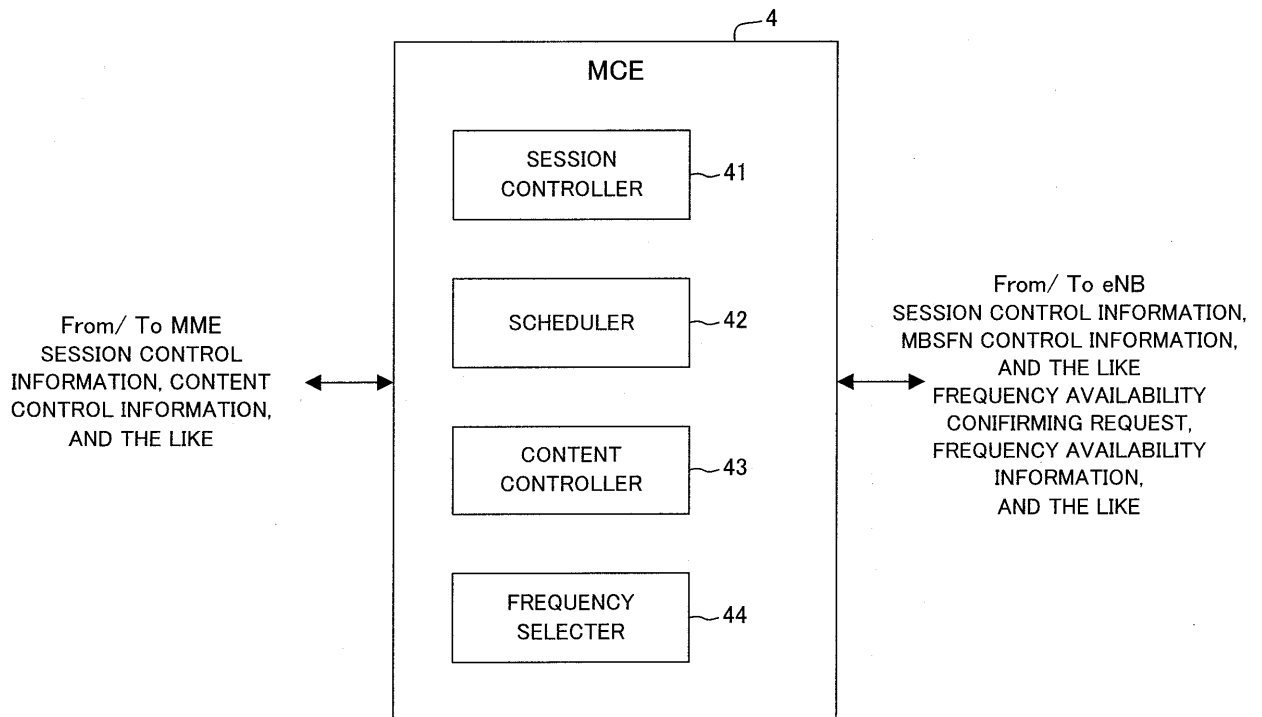 4
MCE
SESSION
CONTROLLER
41
SCHEDULER
42
CONTENT
CONTROLLER
43
FREQUENCY
SELECTER
44
From/ To MME
SESSION CONTROL
INFORMATION, CONTENT
CONTROL INFORMATION,
AND THE LIKE
From/ To eNB
SESSION CONTROL INFORMATION,
MBSFN CONTROL INFORMATION,
AND THE LIKE
FREQUENCY AVAILABILITY
CONIFIRMING REQUEST,
FREQUENCY AVAILABILITY
INFORMATION,
AND THE LIKE